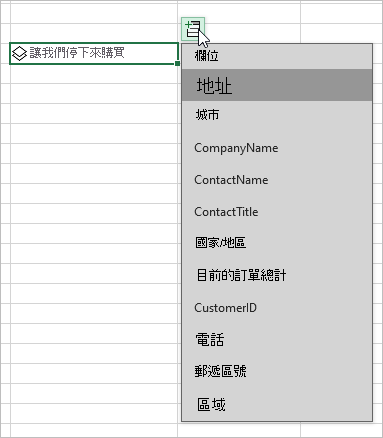 讓我們停下來購買
欄位
地址
城市
CompanyName
ContactName
ContactTitle
國家/地區
目前的訂單總計
CustomerID
電話
郵遞區號
區域